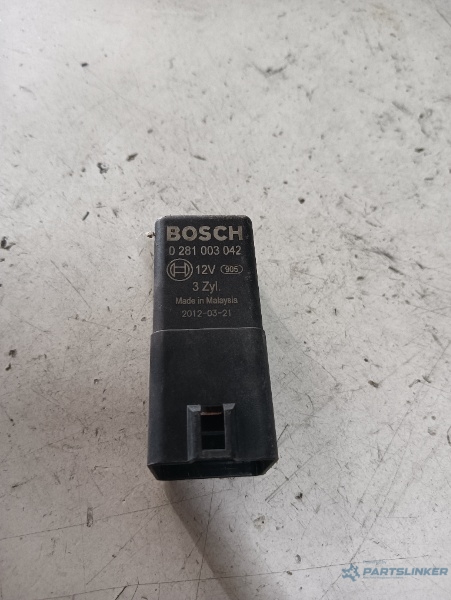 BOSCH
0 281 003 042
12V 905
3 Zyl.
Made in Malaysia
2012-03-21
PARTSLINKER